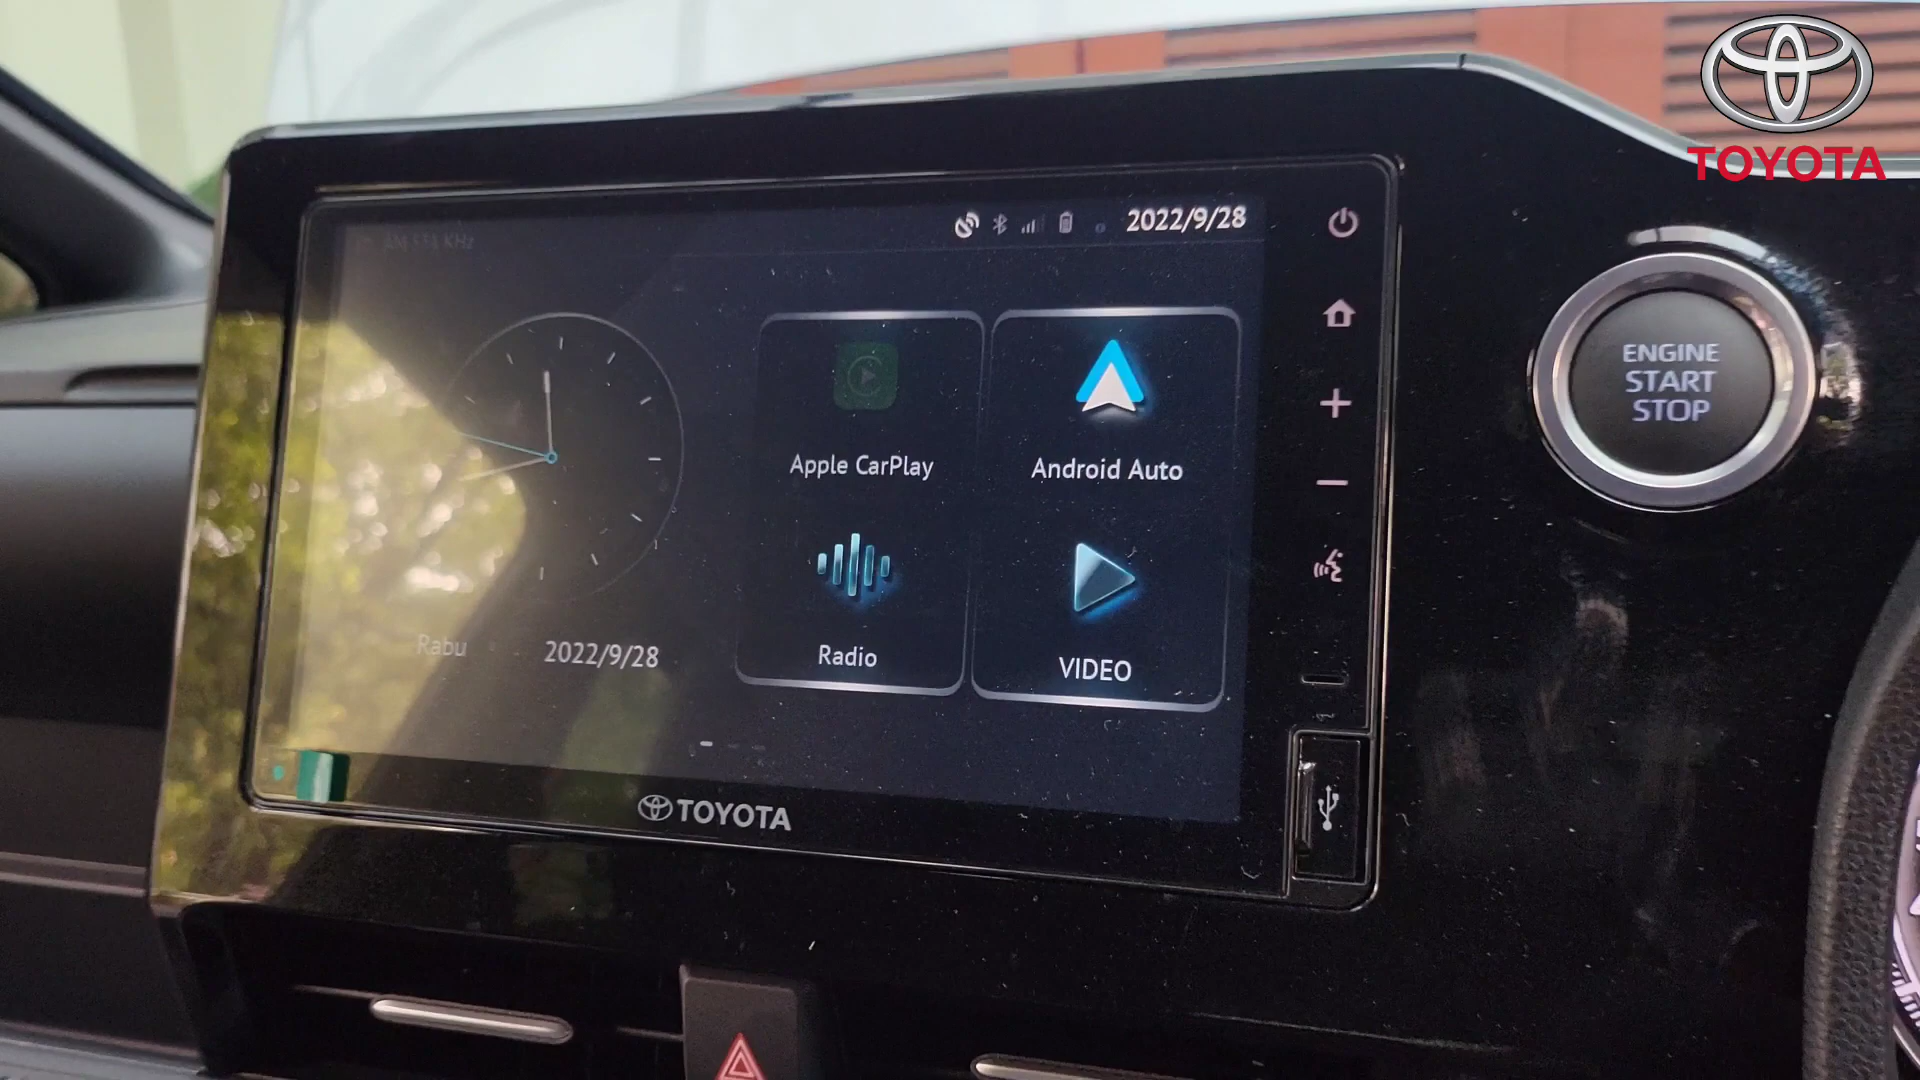 TOYOTA
2022/9/28
Apple CarPlay
Android Auto
Radio
VIDEO
Rabu
2022/9/28
TOYOTA
ENGINE
START
STOP